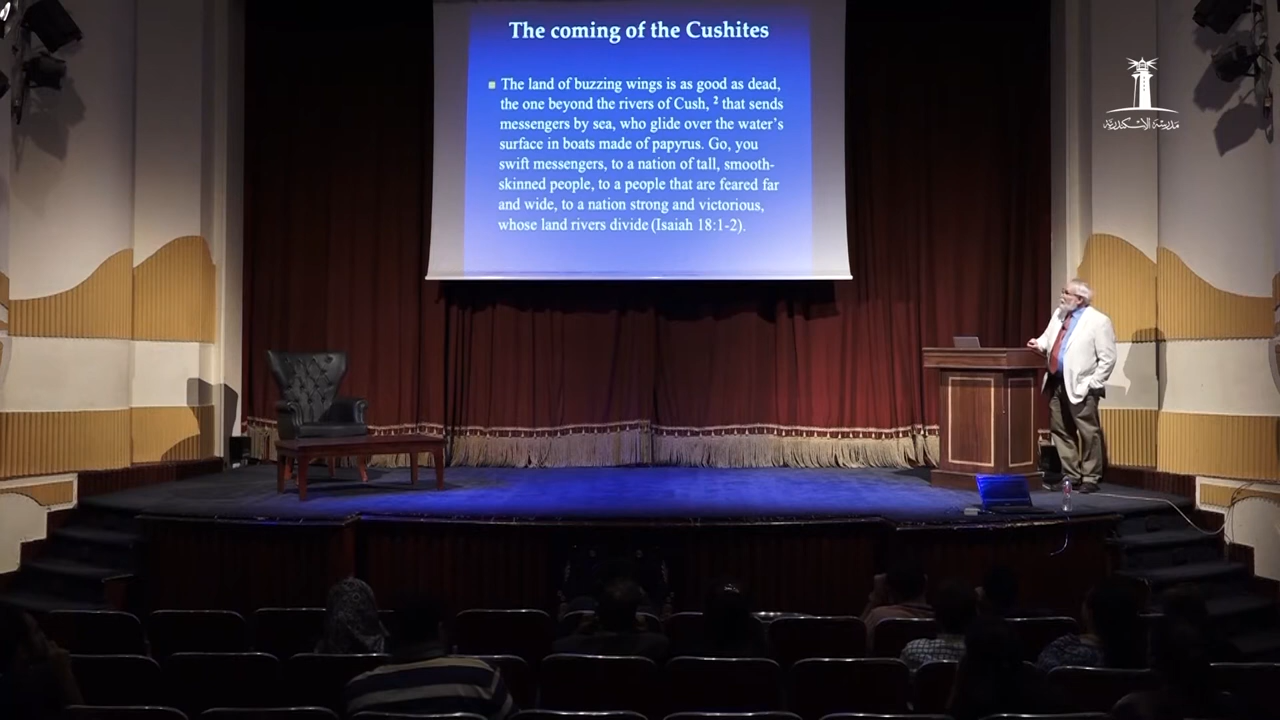 The coming of the Cushites
The land of buzzing wings is as good as dead,
the one beyond the rivers of Cush, ² that sends
messengers by sea, who glide over the water's
surface in boats made of papyrus. Go, you
swift messengers, to a nation of tall, smooth-
skinned people, to a people that are feared far
and wide, to a nation strong and victorious,
whose land rivers divide (Isaiah 18:1-2).
مدرسة الإسكندرية